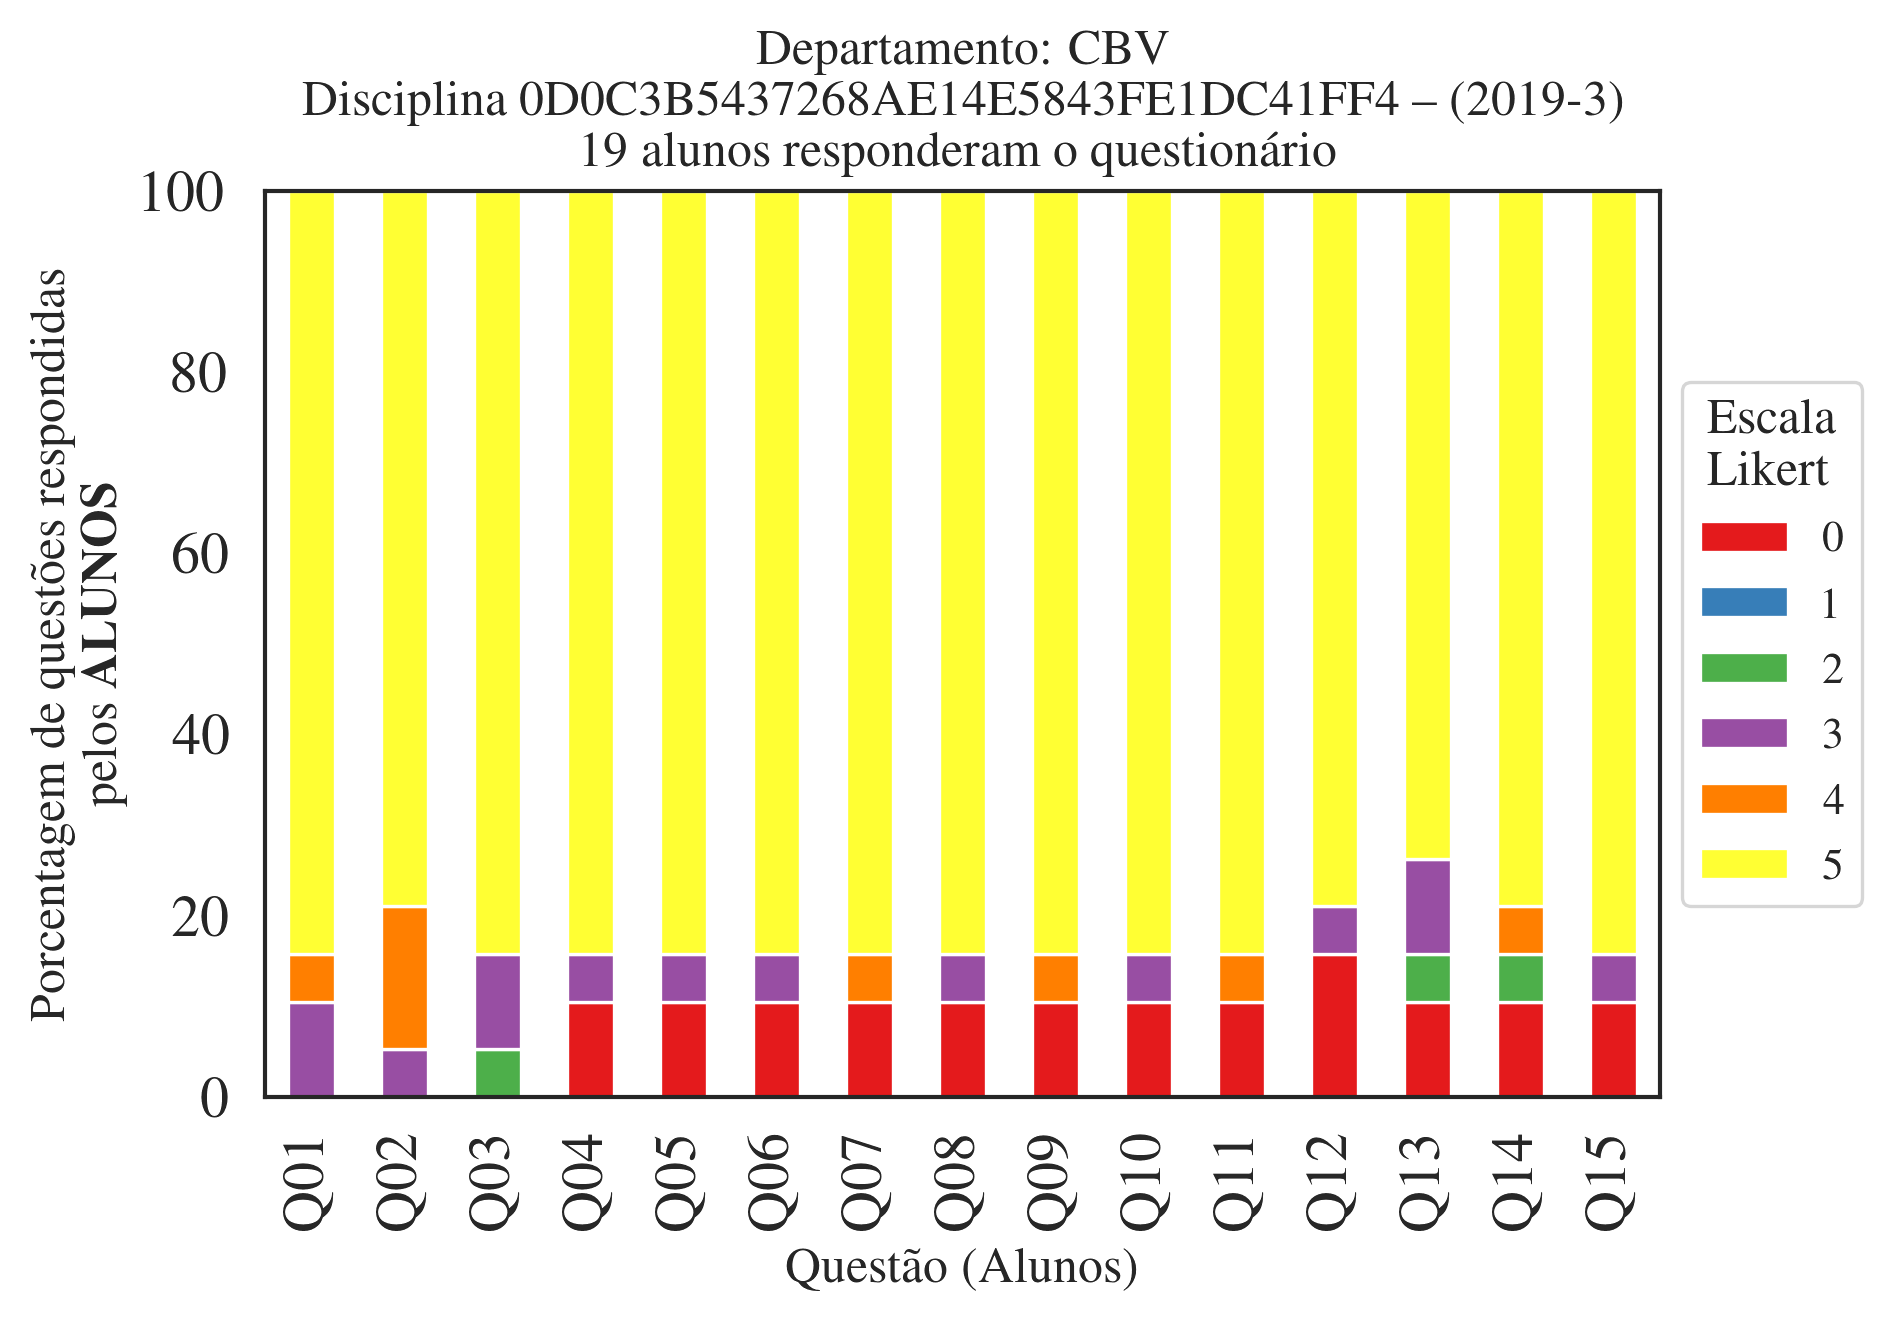 Departamento: CBV
Disciplina 0D0C3B5437268AE14E5843FE1DC41FF4 – (2019-3)
19 alunos responderam o questionário
Porcentagem de questões respondidas
pelos ALUNOS
100
80
60
40
20
0
Q01
Q02
Q03
Q04
Q05
Q06
Q07
Q08
Q09
Q10
Q11
Q12
Q13
Q14
Q15
Questão (Alunos)
Escala
Likert
0
1
2
3
4
5